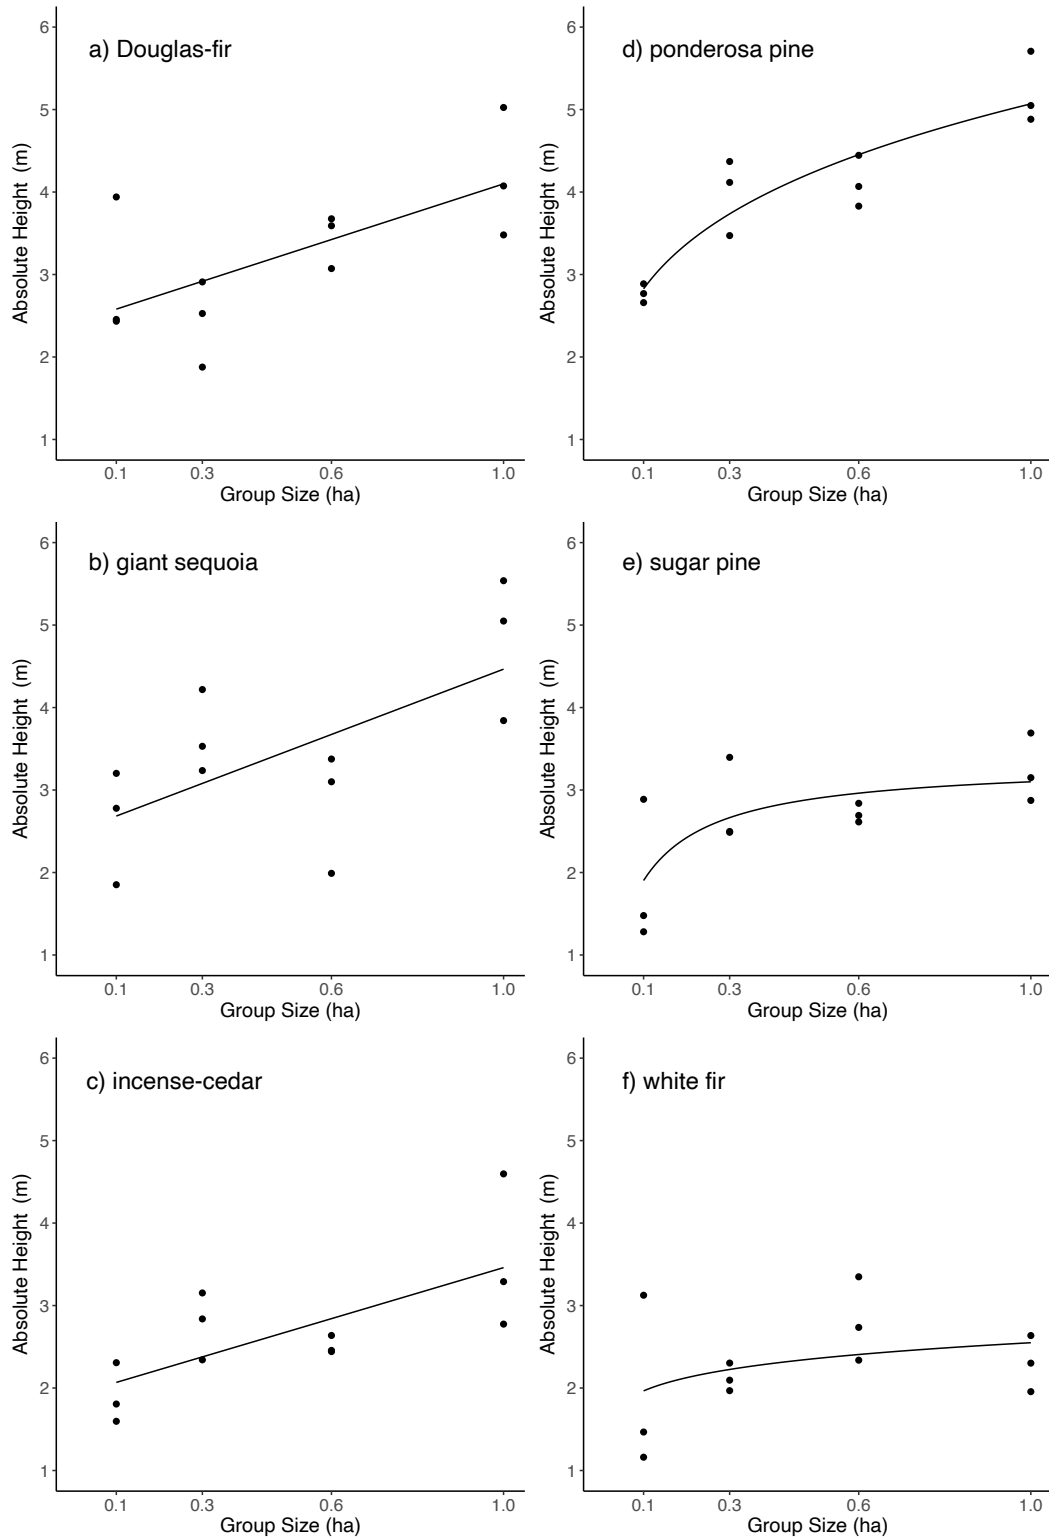 a) Douglas-fir
Absolute Height (m)
6
5
4
3
2
1
0.1 0.3 0.6 1.0
Group Size (ha)
d) ponderosa pine
Absolute Height (m)
6
5
4
3
2
1
0.1 0.3 0.6 1.0
Group Size (ha)
b) giant sequoia
Absolute Height (m)
6
5
4
3
2
1
0.1 0.3 0.6 1.0
Group Size (ha)
e) sugar pine
Absolute Height (m)
6
5
4
3
2
1
0.1 0.3 0.6 1.0
Group Size (ha)
c) incense-cedar
Absolute Height (m)
6
5
4
3
2
1
0.1 0.3 0.6 1.0
Group Size (ha)
f) white fir
Absolute Height (m)
6
5
4
3
2
1
0.1 0.3 0.6 1.0
Group Size (ha)